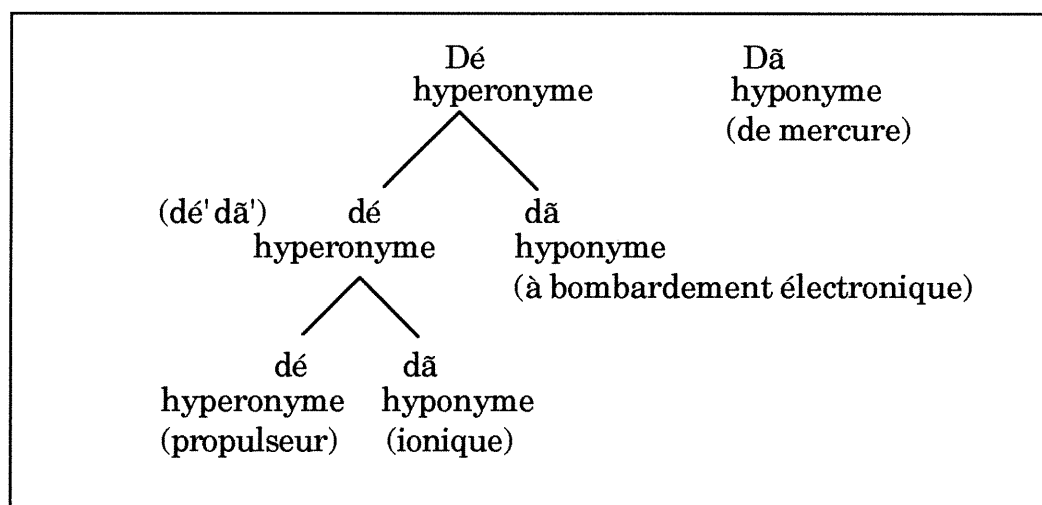 Dé Dã
hyperonyme hyponyme
(de mercure)
(dé' dã') dé dã
hyperonyme hyponyme
(à bombardement électronique)
dé dã
hyperonyme hyponyme
(propulseur) (ionique)